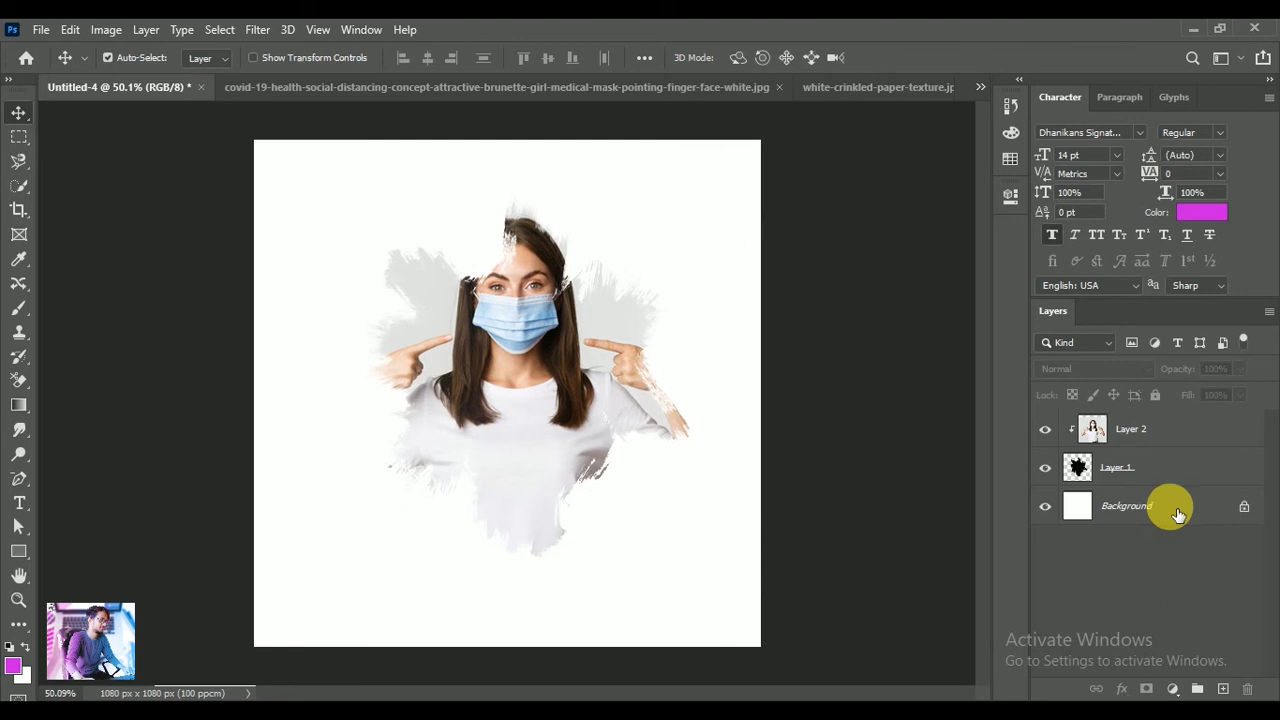 Ps File Edit Image Layer Type Select Filter 3D View Window Help
Auto-Select: Layer Show Transform Controls 3D Mode:
Untitled-4 @ 50.1% (RGB/8) * covid-19-health-social-distancing-concept-attractive-brunette-girl-medical-mask-pointing-finger-face-white.jpg white-crinkled-paper-texture.jp
Character Paragraph Glyphs
Dhanikans Signat... Regular
14 pt (Auto)
Metrics 0
100% 100%
0 pt Color:
English: USA aa Sharp
Layers
Kind
Normal Opacity: 100%
Lock: Fill: 100%
Layer 2
Layer 1
Background
Activate Windows
Go to Settings to activate Windows.
50.09% 1080 px x 1080 px (100 ppcm)